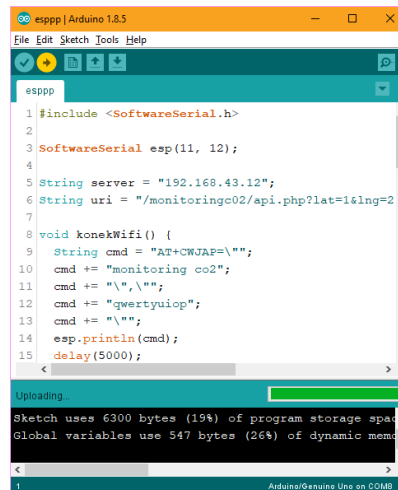 esppp | Arduino 1.8.5
File Edit Sketch Tools Help
esppp
1 #include <SoftwareSerial.h>
2
3 SoftwareSerial esp(11, 12);
4
5 String server = "192.168.43.12";
6 String uri = "/monitoringc02/api.php?lat=1&lng=2
7
8 void konekWifi() {
9 String cmd = "AT+CWJAP=\"";
10 cmd += "monitoring co2";
11 cmd += "\",\"";
12 cmd += "qwertyuiop";
13 cmd += "\"";
14 esp.println(cmd);
15 delay(5000);
Uploading...
Sketch uses 6300 bytes (19%) of program storage spac
Global variables use 547 bytes (26%) of dynamic memo
1 Arduino/Genuino Uno on COM8